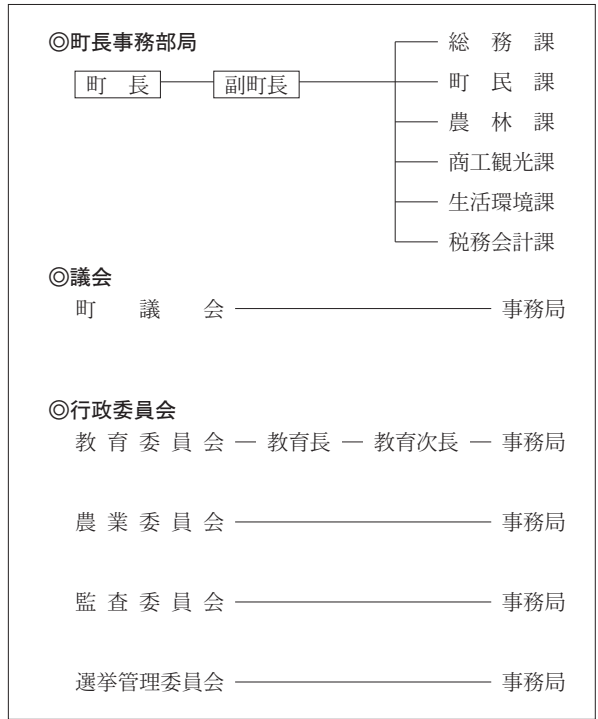 ◎町長事務部局
町長 副町長
総務課
町民課
農林課
商工観光課
生活環境課
税務会計課
◎議会
町議会 事務局
◎行政委員会
教育委員会 教育長 教育次長 事務局
農業委員会 事務局
監査委員会 事務局
選挙管理委員会 事務局